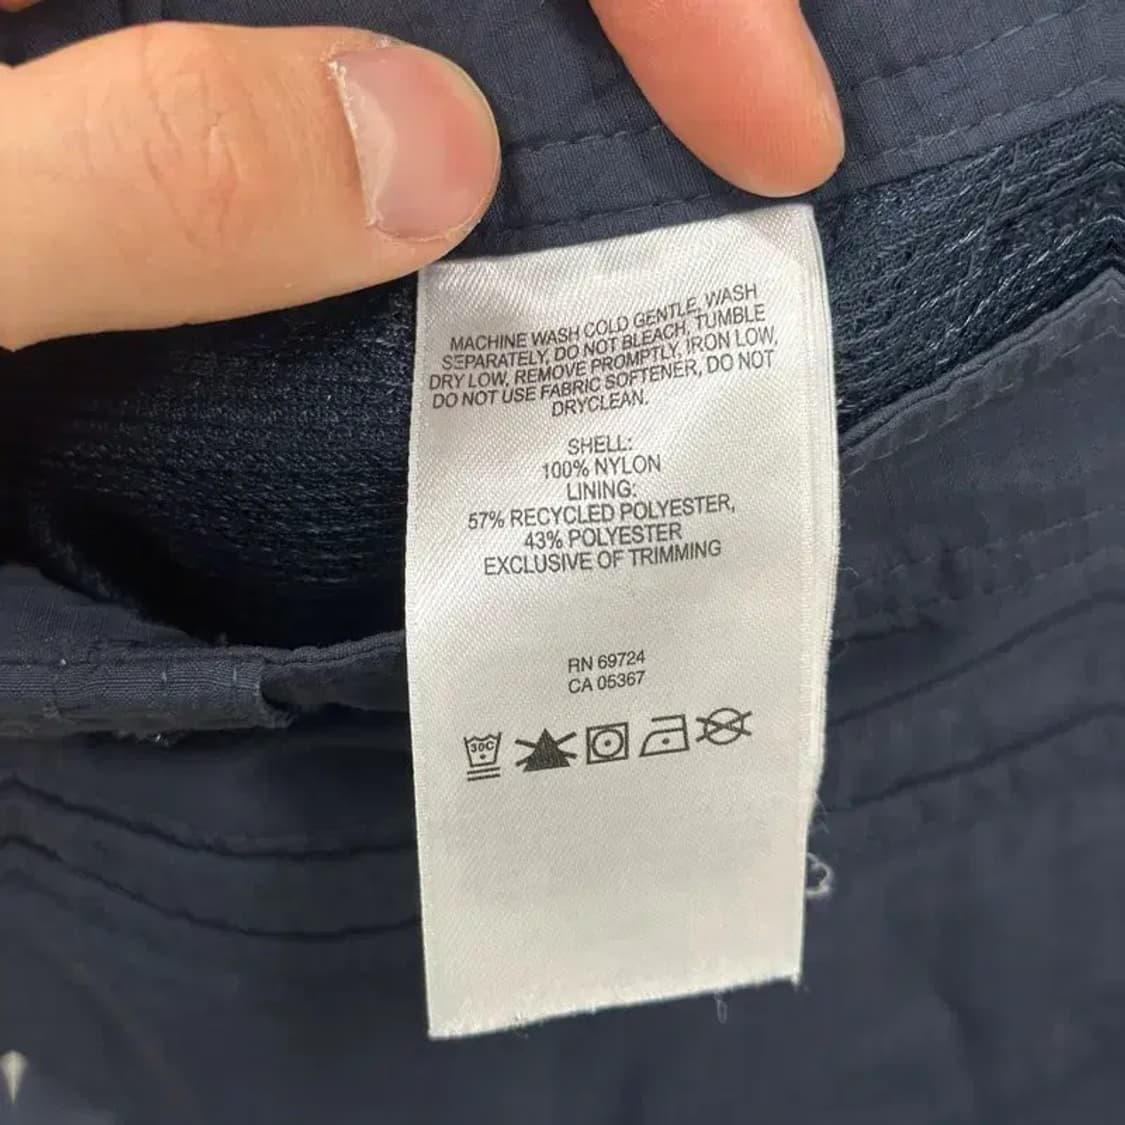 MACHINE WASH COLD GENTLE, WASH
SEPARATELY, DO NOT BLEACH, TUMBLE
DRY LOW, REMOVE PROMPTLY, IRON LOW,
DO NOT USE FABRIC SOFTENER, DO NOT
DRYCLEAN.
SHELL:
100% NYLON
LINING:
57% RECYCLED POLYESTER,
43% POLYESTER
EXCLUSIVE OF TRIMMING
RN 69724
CA 05367
30C